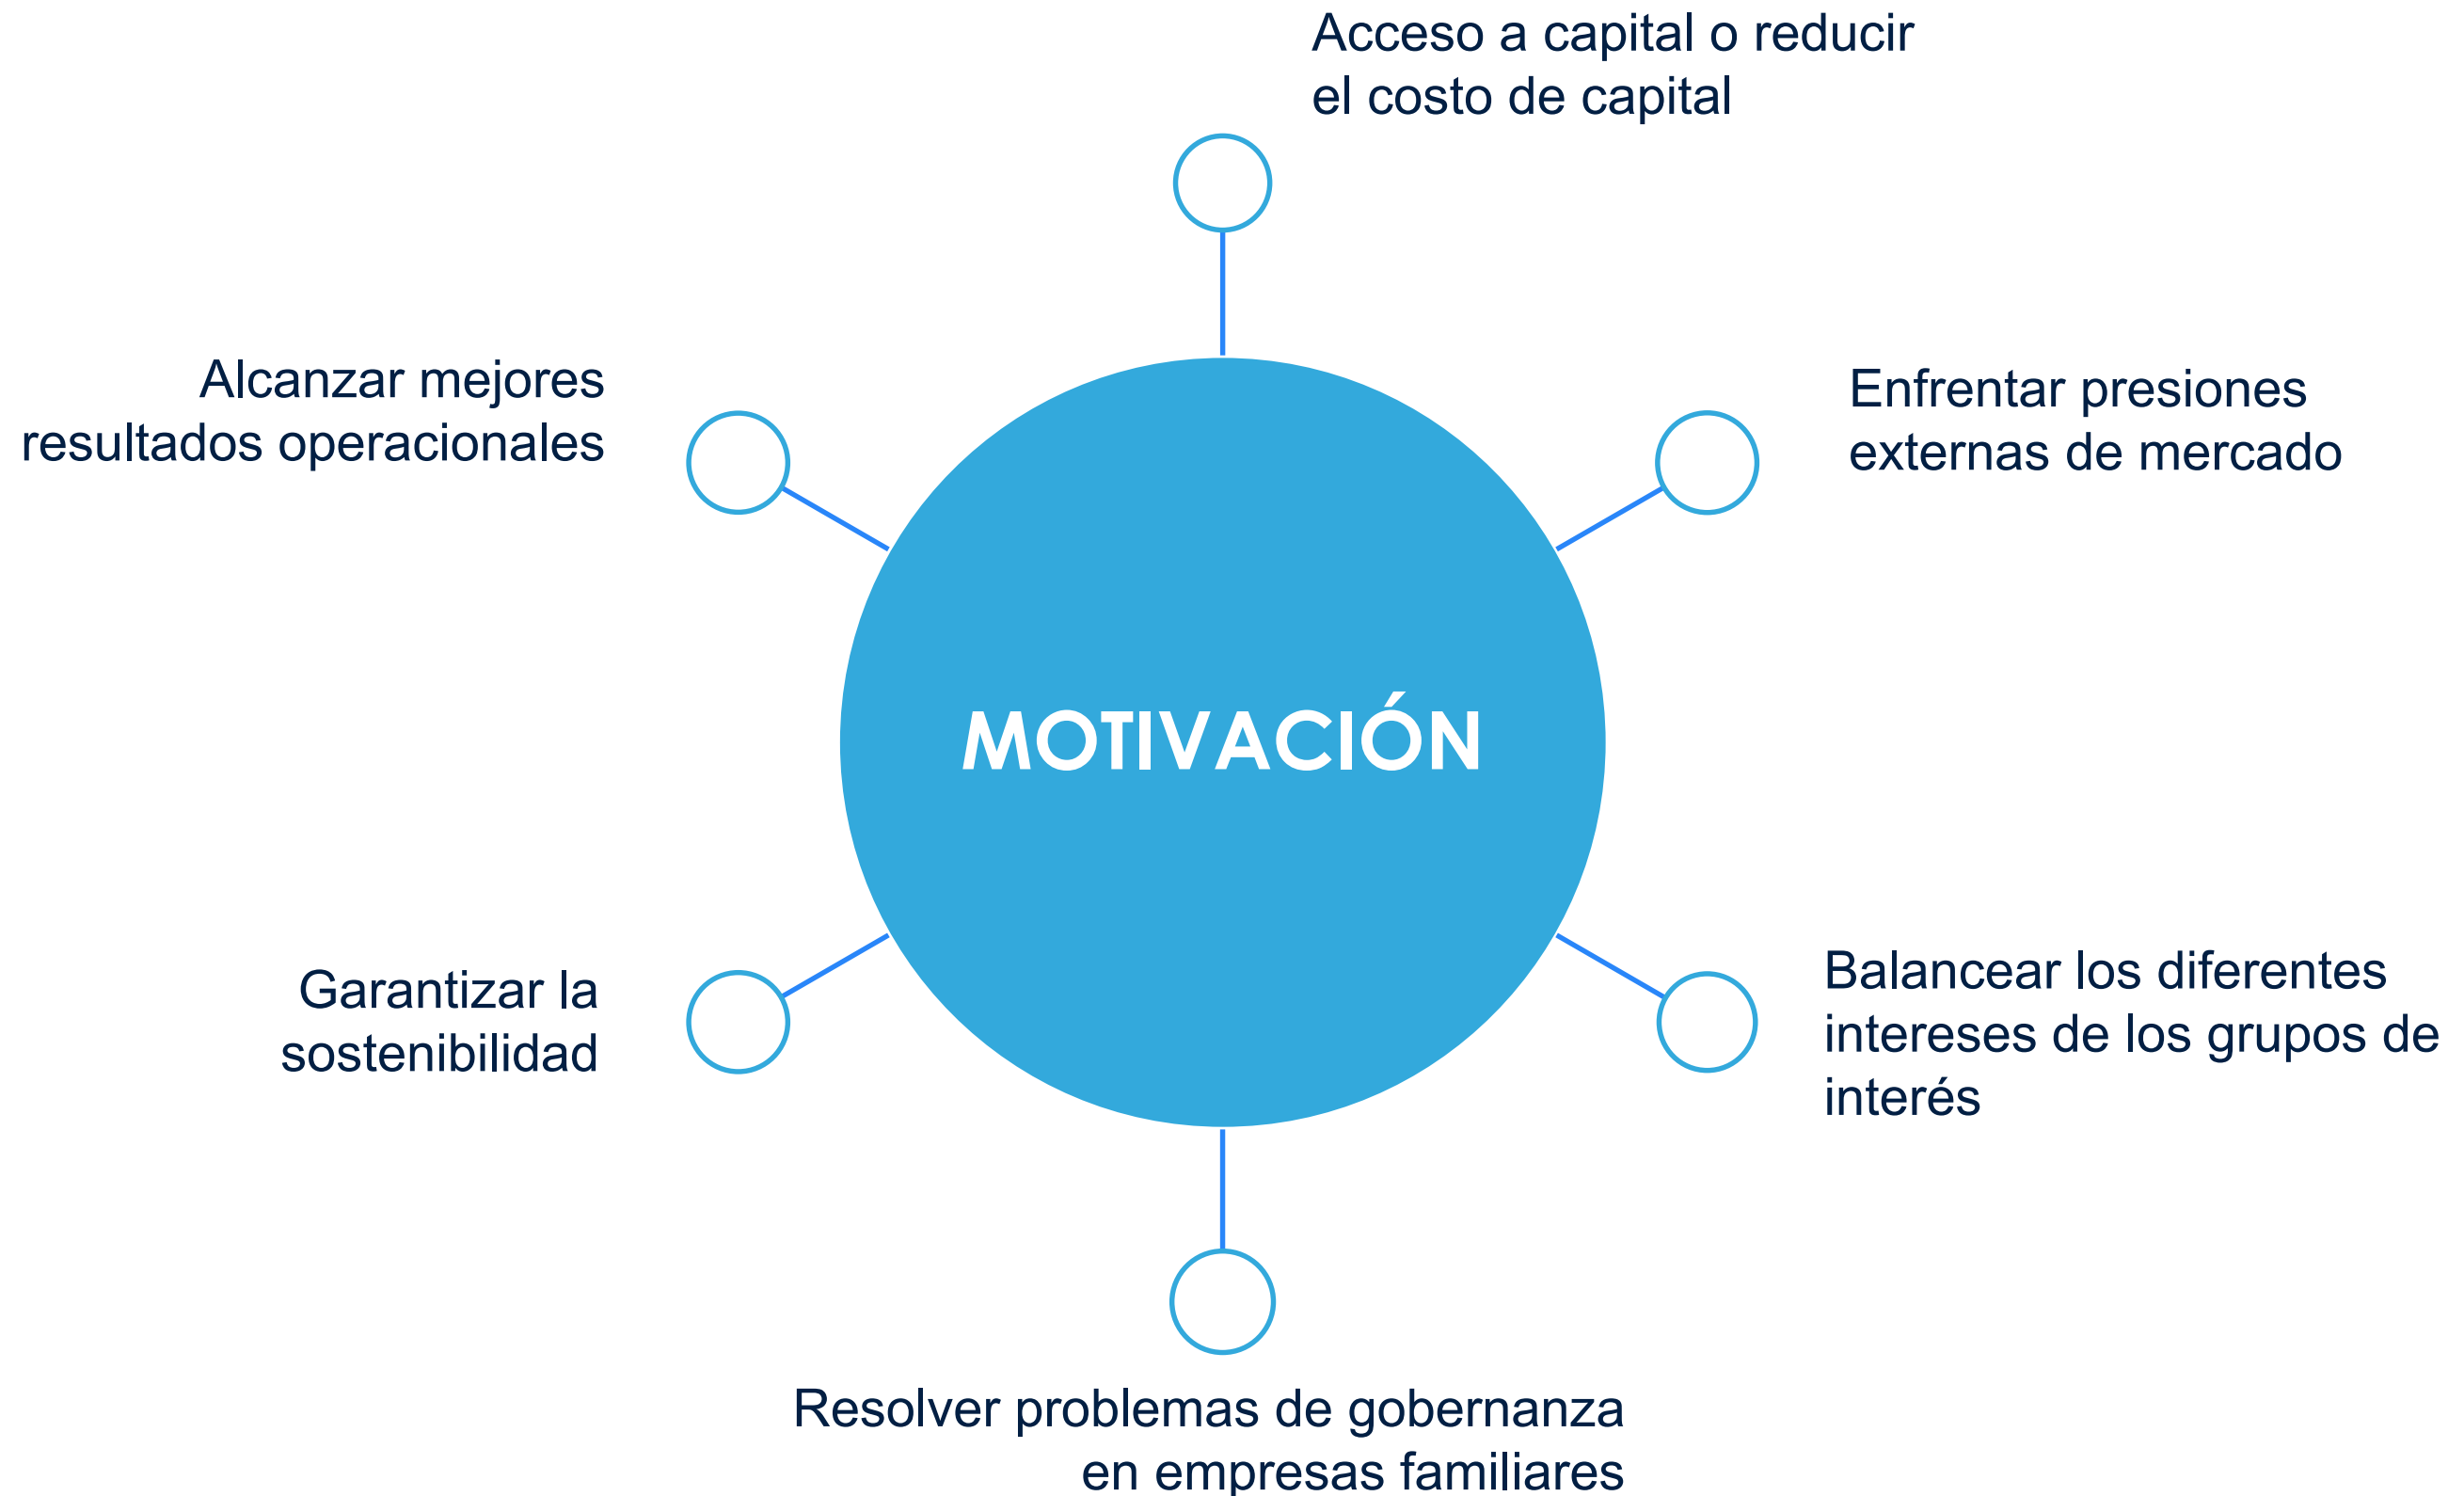 Acceso a capital o reducir
el costo de capital
Alcanzar mejores
resultados operacionales
Enfrentar presiones
externas de mercado
MOTIVACIÓN
Garantizar la
sostenibilidad
Balancear los diferentes
intereses de los grupos de
interés
Resolver problemas de gobernanza
en empresas familiares